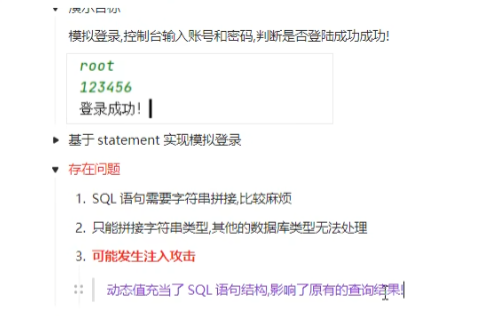 演示目标
模拟登录,控制台输入账号和密码,判断是否登陆成功成功!
root
123456
登录成功!
基于 statement 实现模拟登录
存在问题
1. SQL 语句需要字符串拼接,比较麻烦
2. 只能拼接字符串类型,其他的数据库类型无法处理
3. 可能发生注入攻击
动态值充当了 SQL 语句结构,影响了原有的查询结果!